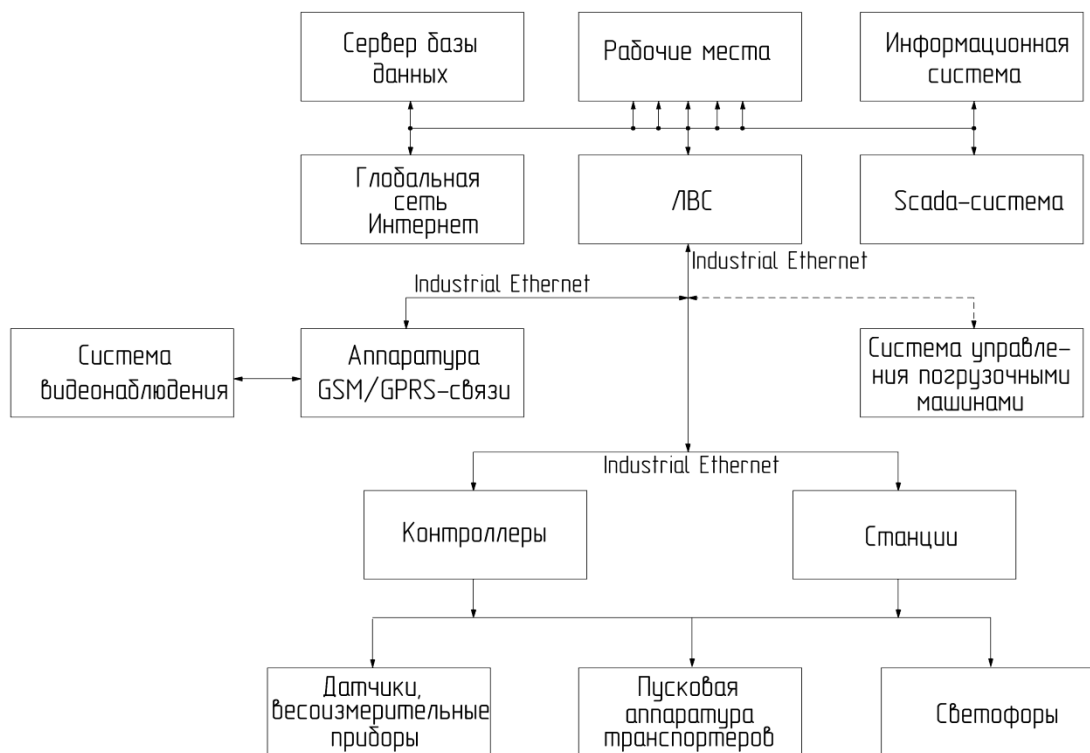 Сервер базы
данных
Рабочие места
Информационная
система
Глобальная
сеть
Интернет
ЛВС
Scada-система
Industrial Ethernet
Industrial Ethernet
Система
видеонаблюдения
Аппаратура
GSM/GPRS-связи
Система управле-
ния погрузочными
машинами
Industrial Ethernet
Контроллеры
Станции
Датчики,
весоизмерительные
приборы
Пусковая
аппаратура
транспортеров
Светофоры